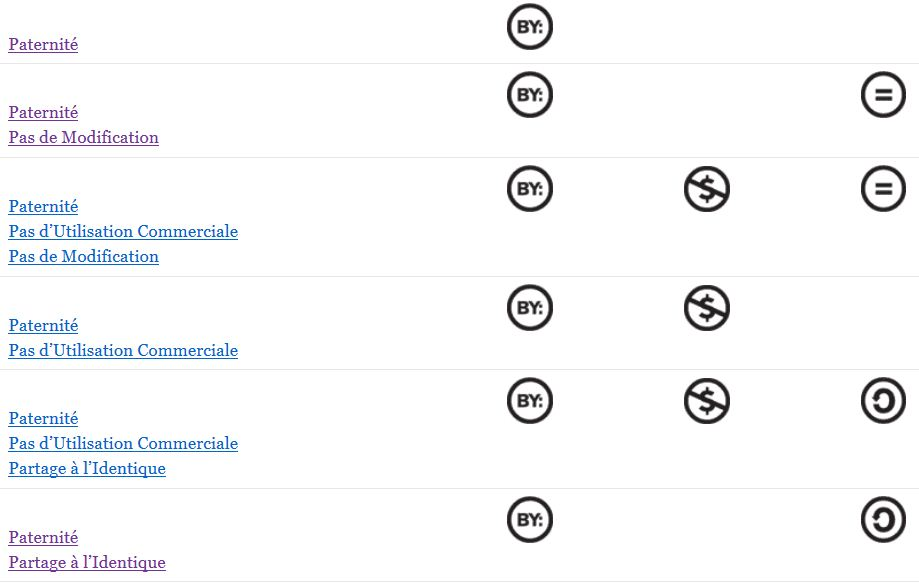 BY:
Paternité
BY: =
Paternité
Pas de Modification
BY: $ =
Paternité
Pas d’Utilisation Commerciale
Pas de Modification
BY: $
Paternité
Pas d’Utilisation Commerciale
BY: $
Paternité
Pas d’Utilisation Commerciale
Partage à l’Identique
BY:
Paternité
Partage à l’Identique